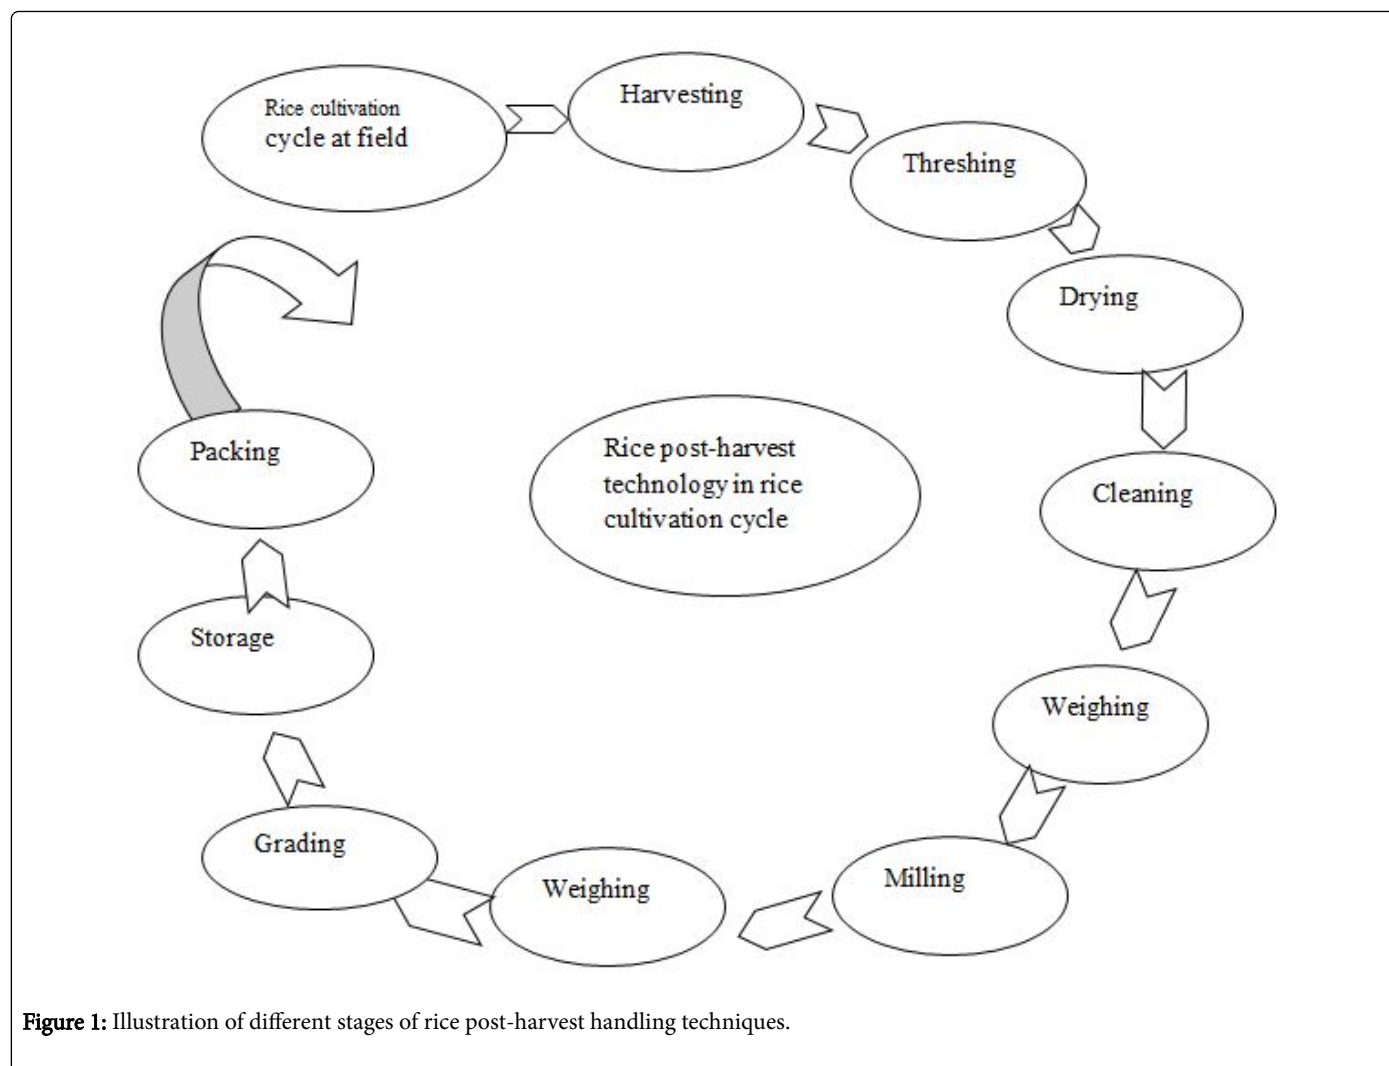 Rice cultivation
cycle at field
Harvesting
Threshing
Drying
Cleaning
Weighing
Milling
Weighing
Grading
Storage
Packing
Rice post-harvest
technology in rice
cultivation cycle
Figure 1: Illustration of different stages of rice post-harvest handling techniques.